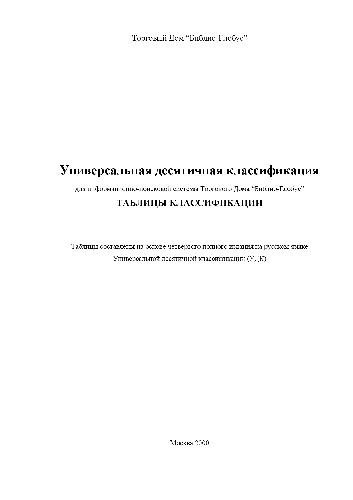 Торговый Дом “Библио-Глобус”
Универсальная десятичная классификация
для информационно-поисковой системы Торгового Дома “Библио-Глобус”
ТАБЛИЦЫ КЛАССИФИКАЦИИ
Таблицы составлены на основе четвертого полного издания на русском языке
Универсальной десятичной классификации (УДК)
Москва 2000